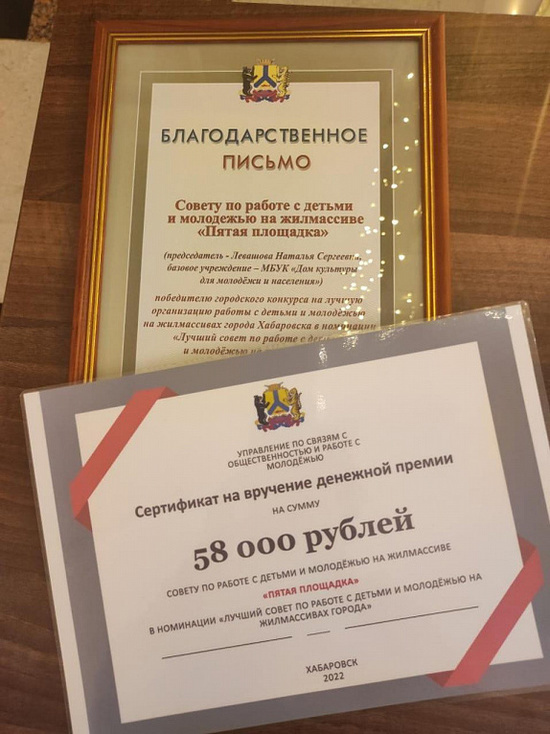 БЛАГОДАРСТВЕННОЕ
ПИСЬМО
Совету по работе с детьми
и молодежью на жилмассиве
«Пятая площадка»
(председатель - Левашова Наталья Сергеевна,
базовое учреждение – МБУК «Дом культуры
для молодёжи и населения»)
победителю городского конкурса на лучшую
организацию работы с детьми и молодёжью
на жилмассивах города Хабаровска в номинации
«Лучший совет по работе с
и молодёжью на
УПРАВЛЕНИЕ ПО СВЯЗЯМ С
ОБЩЕСТВЕННОСТЬЮ И РАБОТЕ С
МОЛОДЁЖЬЮ
Сертификат на вручение денежной премии
НА СУММУ
58 000 рублей
СОВЕТУ ПО РАБОТЕ С ДЕТЬМИ И МОЛОДЁЖЬЮ НА ЖИЛМАССИВЕ
«ПЯТАЯ ПЛОЩАДКА»
В НОМИНАЦИИ «ЛУЧШИЙ СОВЕТ ПО РАБОТЕ С ДЕТЬМИ И МОЛОДЁЖЬЮ НА
ЖИЛМАССИВАХ ГОРОДА»
ХАБАРОВСК
2022